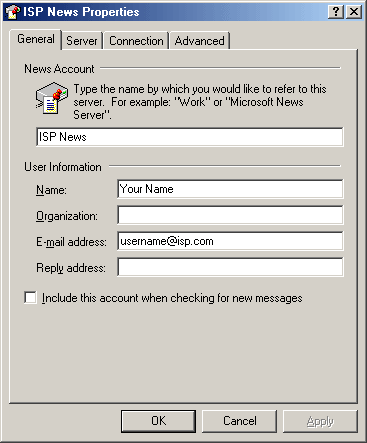 ISP News Properties
General Server Connection Advanced
News Account
Type the name by which you would like to refer to this
server. For example: "Work" or "Microsoft News
Server".
ISP News
User Information
Name: Your Name
Organization:
E-mail address: username@isp.com
Reply address:
Include this account when checking for new messages
OK Cancel Apply